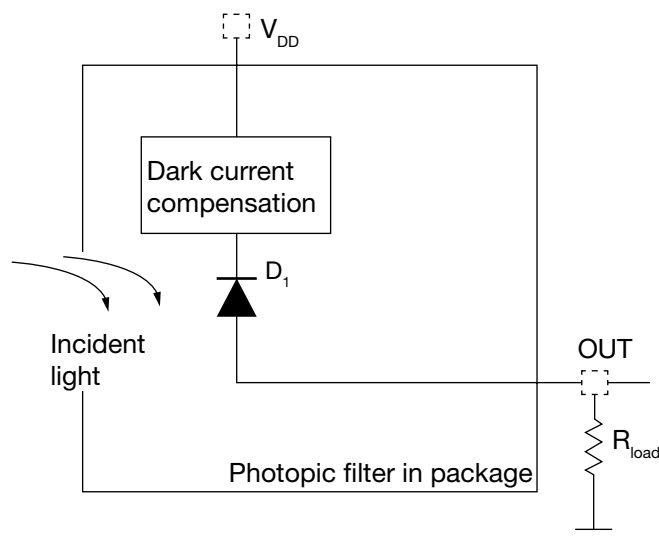 V_DD
Dark current
compensation
D_1
Incident
light
OUT
R_load
Photopic filter in package